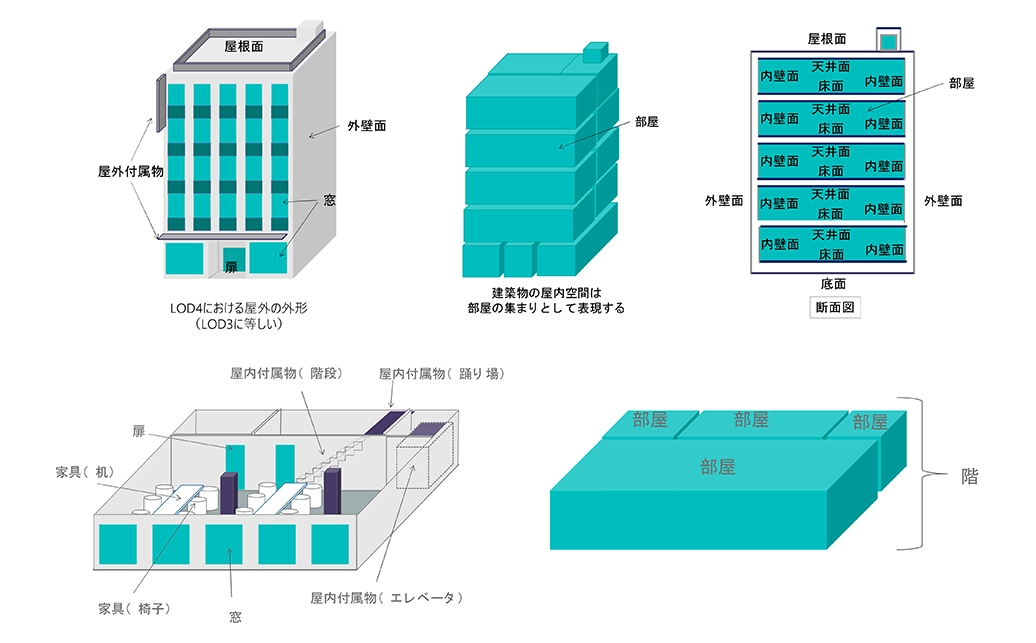 屋根面
外壁面
屋外付属物
窓
扉
LOD4における屋外の外形
（LOD3に等しい）
部屋
建築物の屋内空間は
部屋の集まりとして表現する
屋根面
内壁面 天井面 床面 内壁面
部屋
内壁面 天井面 床面 内壁面
内壁面 天井面 床面 内壁面
内壁面 天井面 床面 内壁面
外壁面
外壁面
内壁面 天井面 床面 内壁面
底面
断面図
屋内付属物（ 階段）
屋内付属物（ 踊り場）
扉
家具（ 机）
家具（ 椅子）
窓
屋内付属物（ エレベータ）
部屋
部屋
部屋
部屋
階